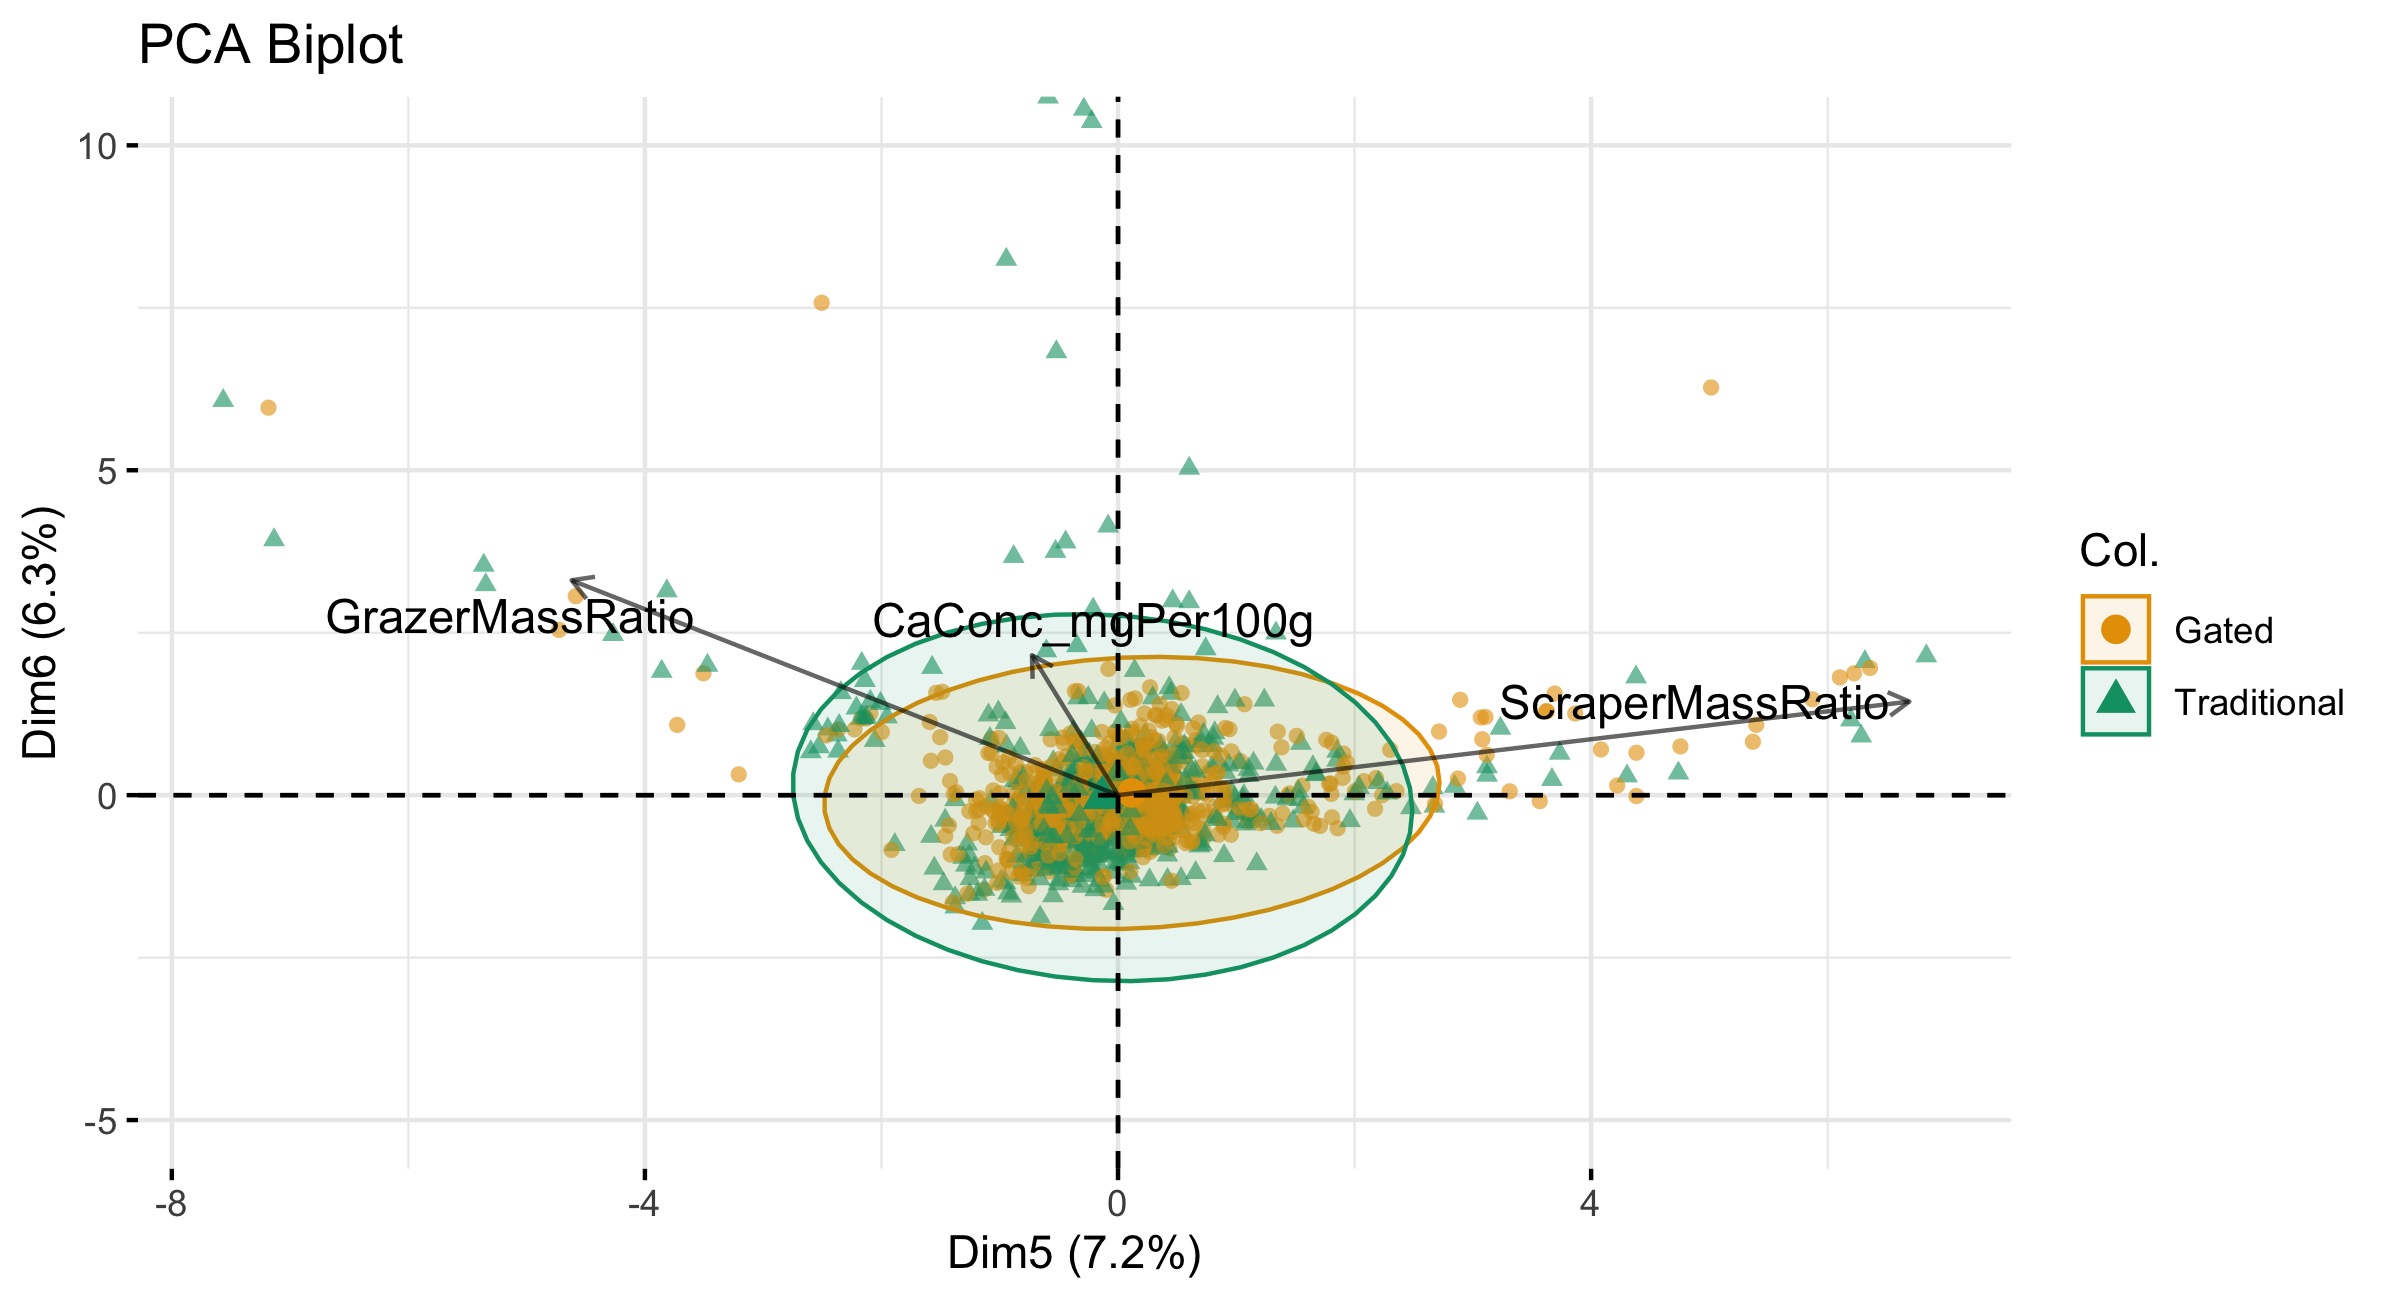 PCA Biplot
10
5
0
-5
Dim6 (6.3%)
GrazerMassRatio
CaConc_mgPer100g
ScraperMassRatio
-8
-4
0
4
Dim5 (7.2%)
Col.
Gated
Traditional